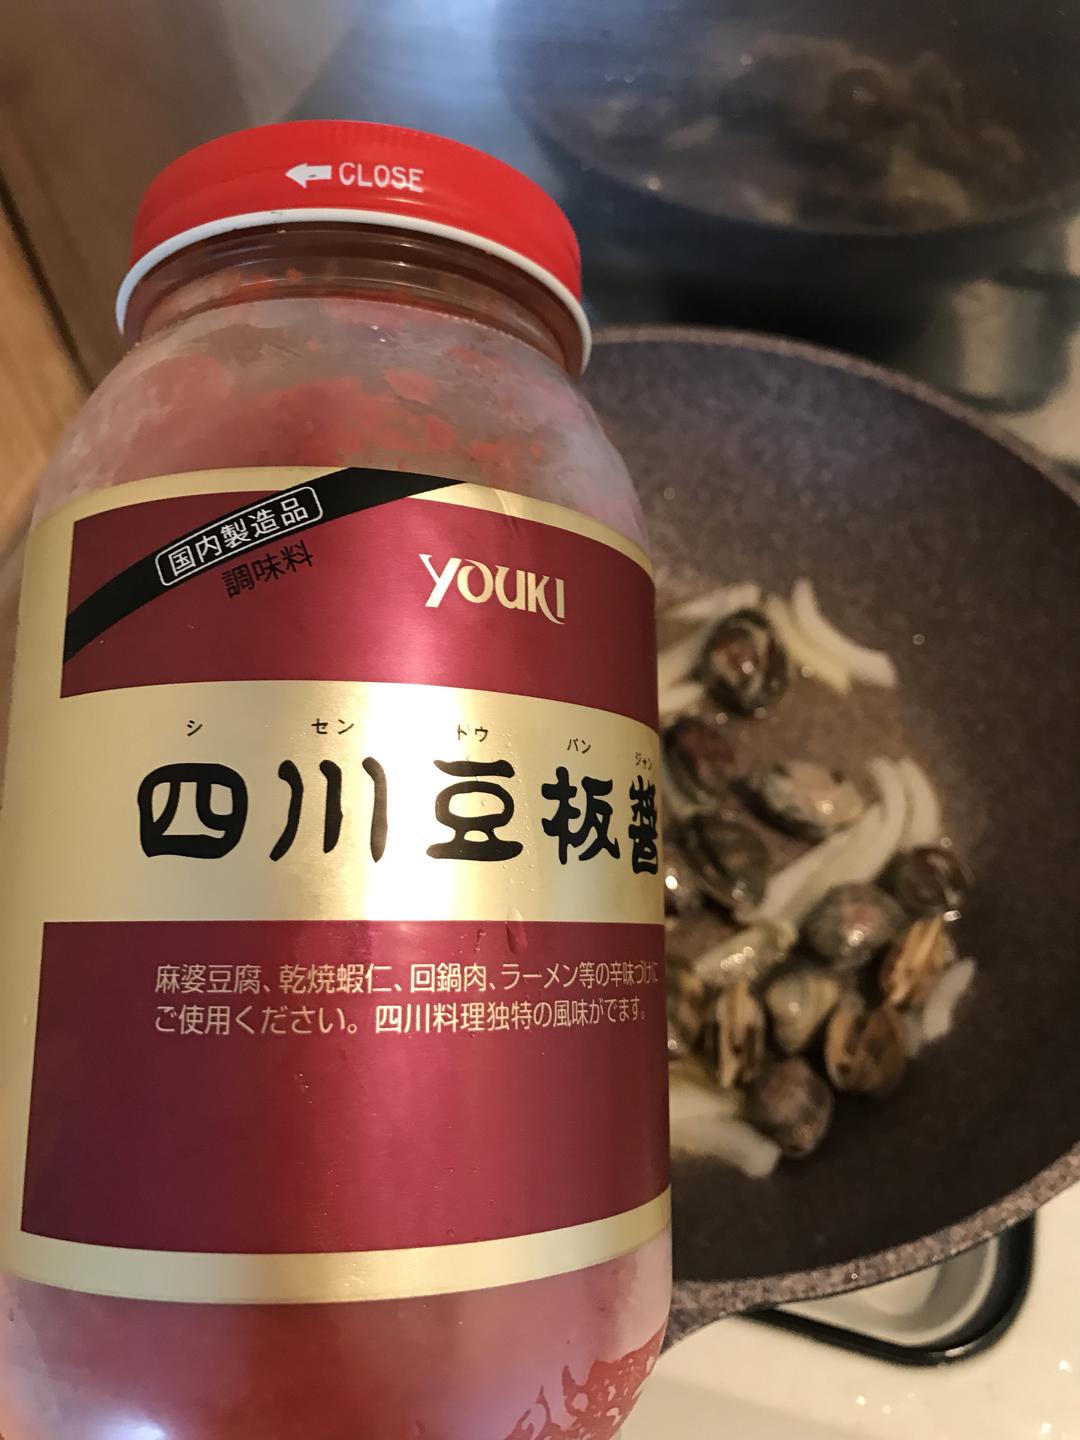 CLOSE
国内製造品
調味料
YOUKI
シ セン トウ バン ジャン
四川豆板醤
麻婆豆腐、乾焼蝦仁、回鍋肉、ラーメン等の辛味づけに
ご使用ください。四川料理独特の風味がでます。